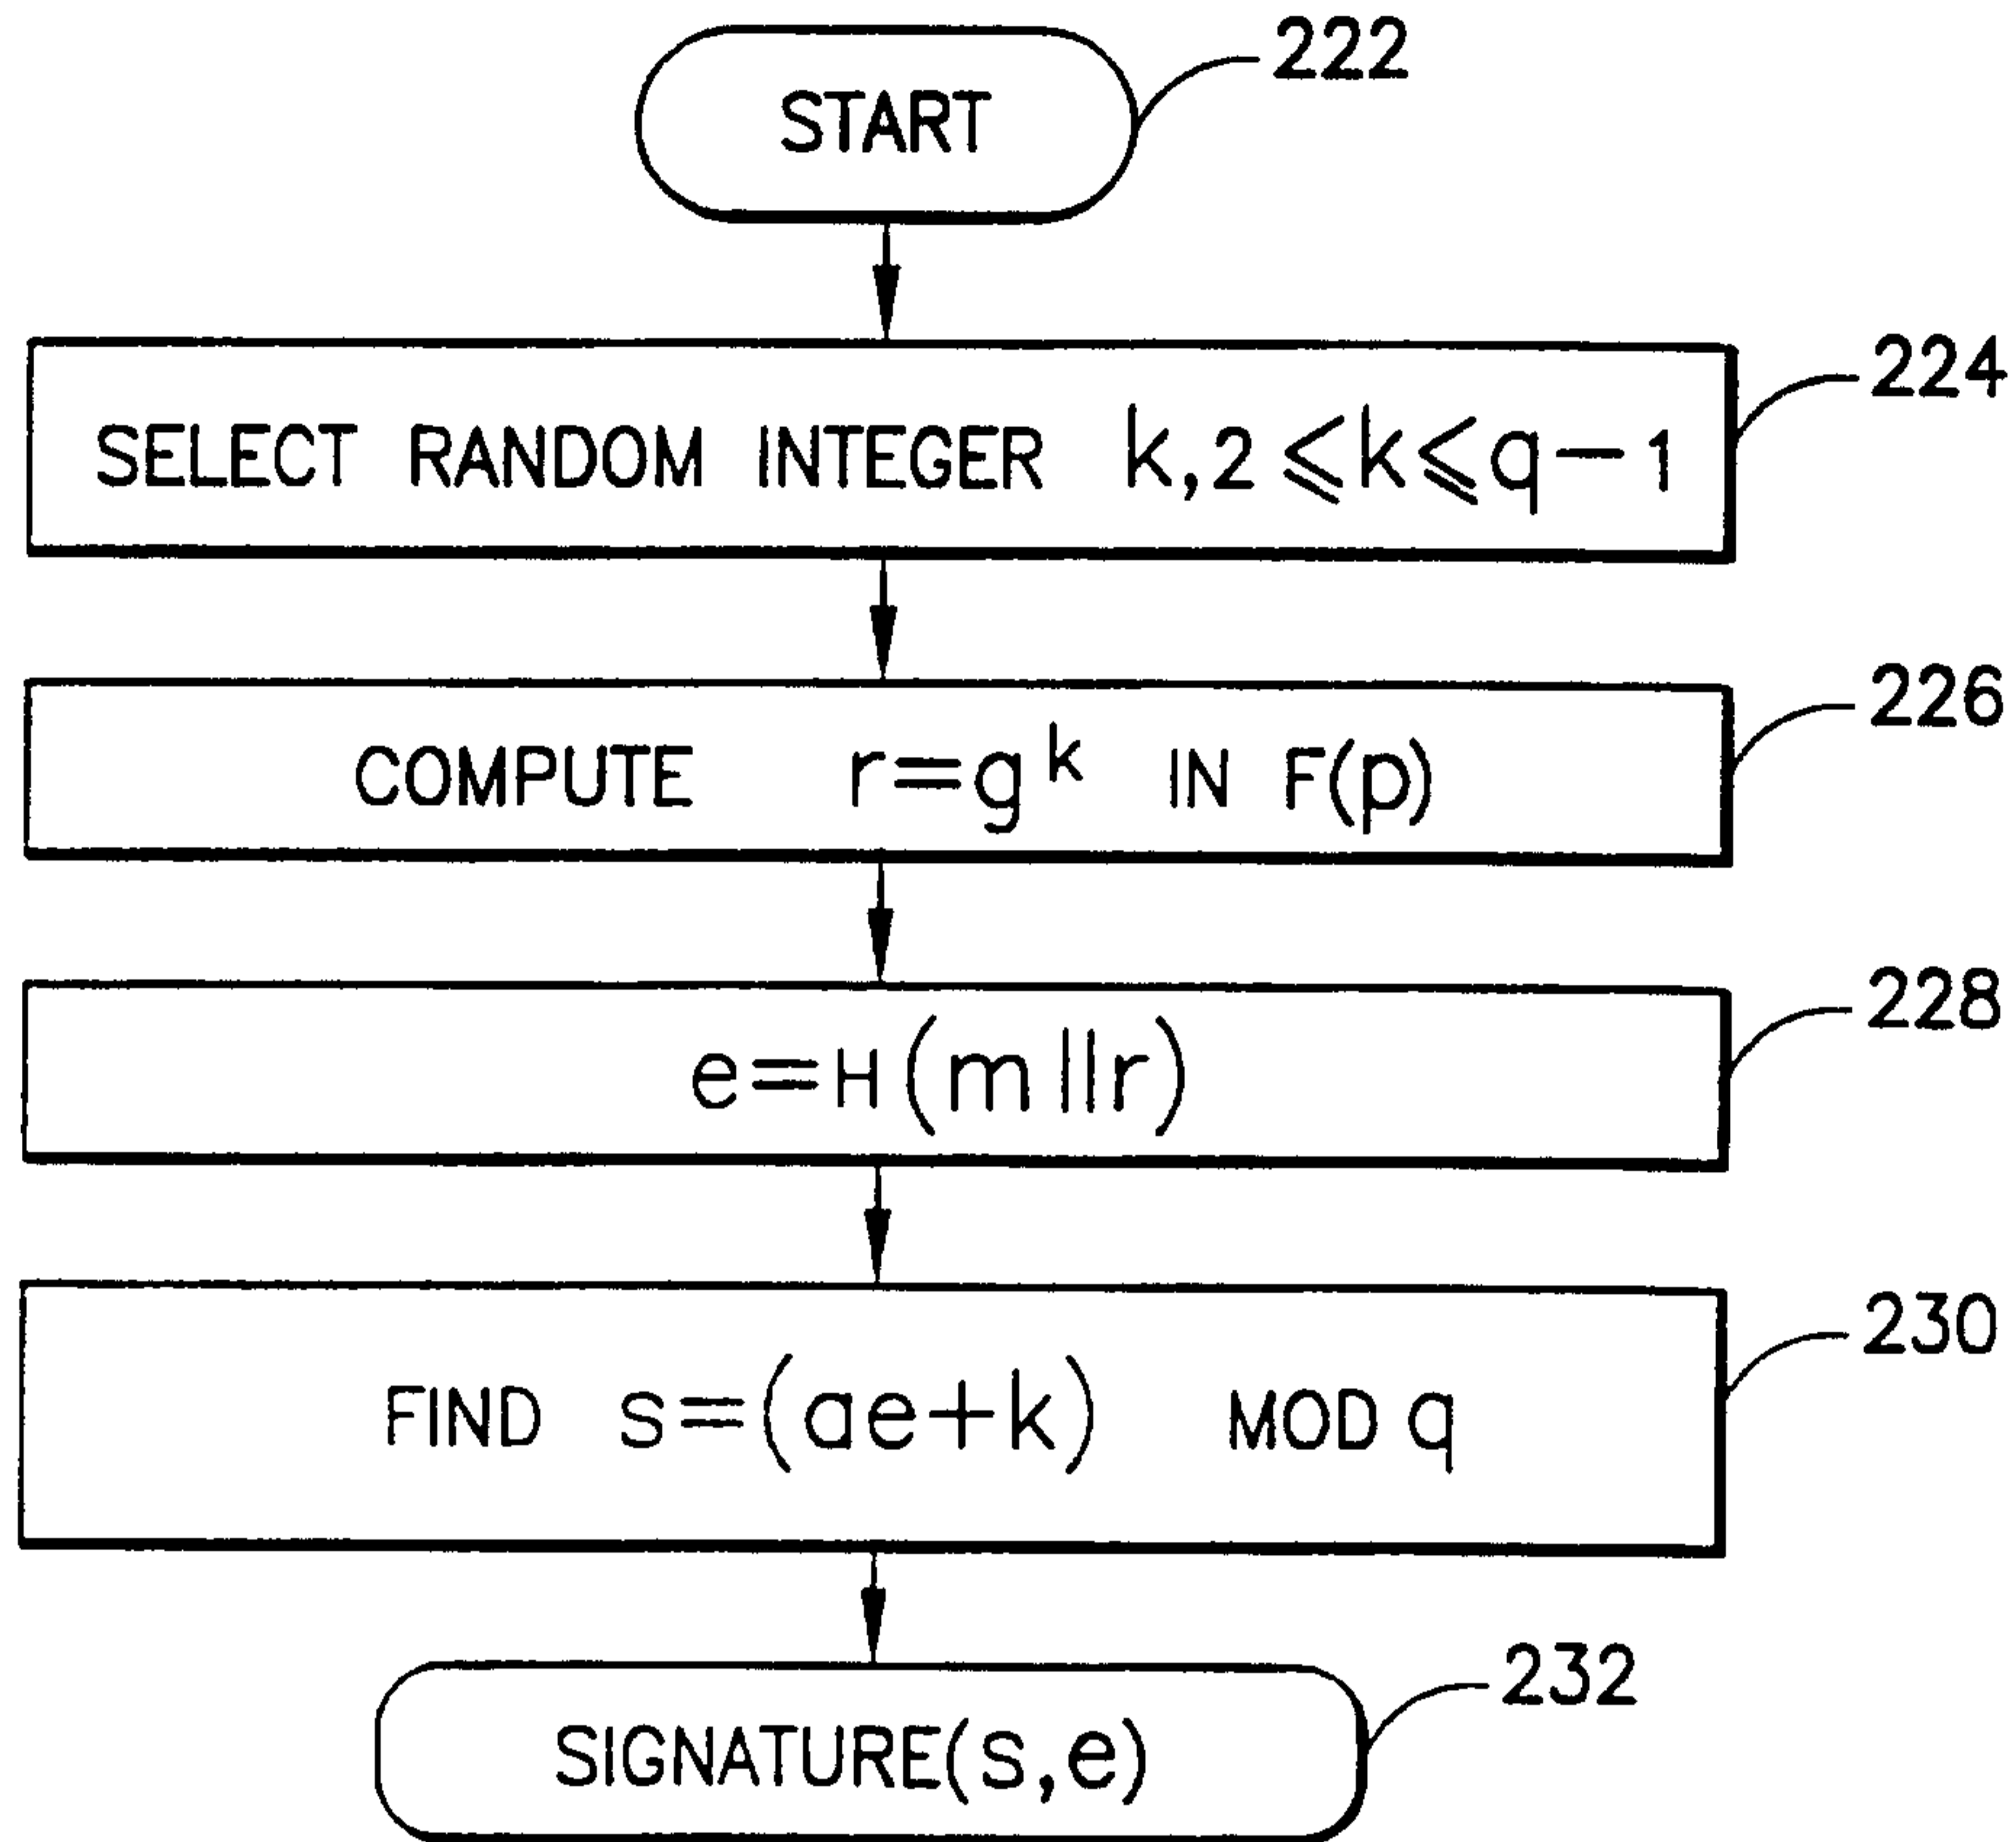 START
222
SELECT RANDOM INTEGER k,2⩽k⩽q−1
224
COMPUTE r=g^k IN F(p)
226
e=H(m||r)
228
FIND s=(ae+k) MOD q
230
SIGNATURE(s,e)
232